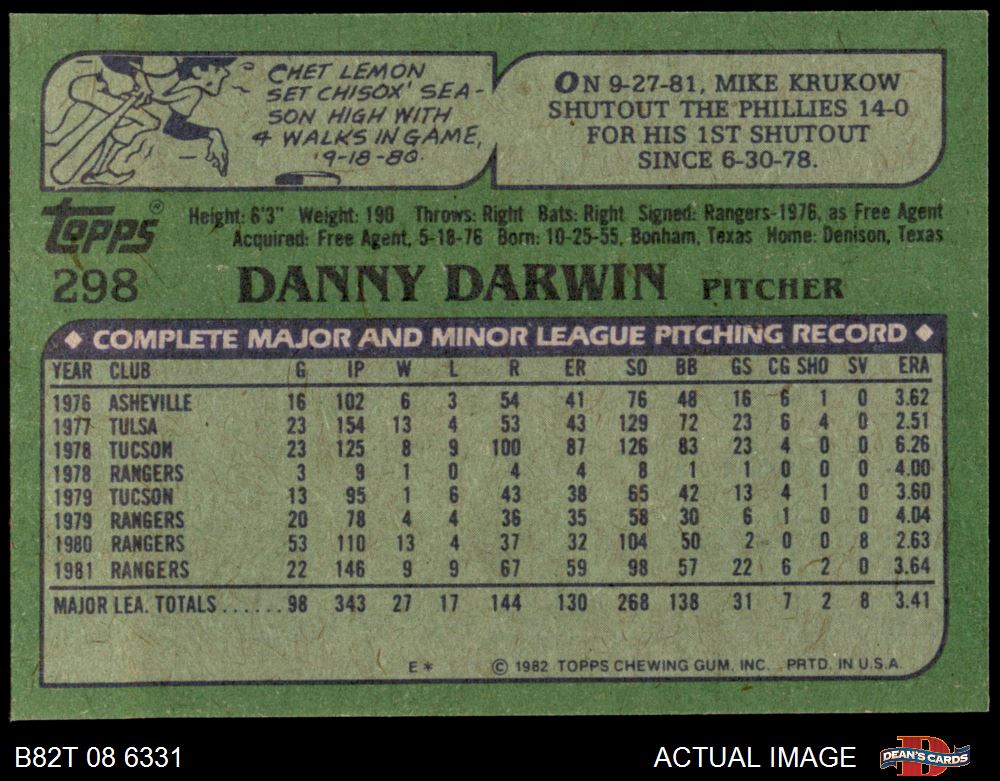 CHET LEMON
SET CHISOX' SEA-
SON HIGH WITH
4 WALKS IN GAME,
9-18-80.
ON 9-27-81, MIKE KRUKOW
SHUTOUT THE PHILLIES 14-0
FOR HIS 1ST SHUTOUT
SINCE 6-30-78.
TOPPS®
Height: 6'3" Weight: 190 Throws: Right Bats: Right Signed: Rangers-1976, as Free Agent
Acquired: Free Agent, 5-18-76 Born: 10-25-55, Bonham, Texas Home: Denison, Texas
298 DANNY DARWIN PITCHER
◆ COMPLETE MAJOR AND MINOR LEAGUE PITCHING RECORD ◆
YEAR CLUB G IP W L R ER SO BB GS CG SHO SV ERA
1976 ASHEVILLE 16 102 6 3 54 41 76 48 16 6 1 0 3.62
1977 TULSA 23 154 13 4 53 43 129 72 23 6 4 0 2.51
1978 TUCSON 23 125 8 9 100 87 126 83 23 4 0 0 6.26
1978 RANGERS 3 9 1 0 4 4 8 1 1 0 0 0 4.00
1979 TUCSON 13 95 1 6 43 38 65 42 13 4 1 0 3.60
1979 RANGERS 20 78 4 4 36 35 58 30 6 1 0 0 4.04
1980 RANGERS 53 110 13 4 37 32 104 50 2 0 0 8 2.63
1981 RANGERS 22 146 9 9 67 59 98 57 22 6 2 0 3.64
MAJOR LEA. TOTALS ......98 343 27 17 144 130 268 138 31 7 2 8 3.41
E* © 1982 TOPPS CHEWING GUM, INC. PRTD. IN U.S.A.
B82T 08 6331 ACTUAL IMAGE DEAN'S CARDS